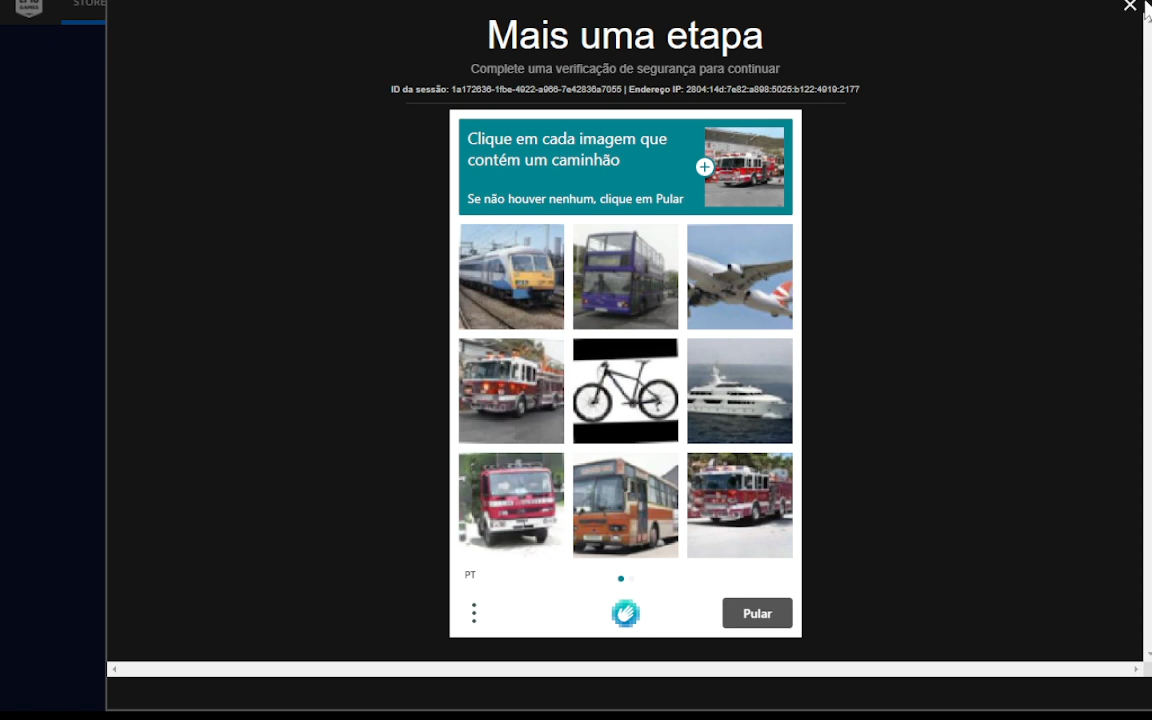 STORE
Mais uma etapa
Complete uma verificação de segurança para continuar
ID da sessão: 1a172636-1fbe-4922-a966-7e42836a7055 | Endereço IP: 2804:14d:7e82:a898:5025:b122:4919:2177
Clique em cada imagem que
contém um caminhão
Se não houver nenhum, clique em Pular
PT
Pular